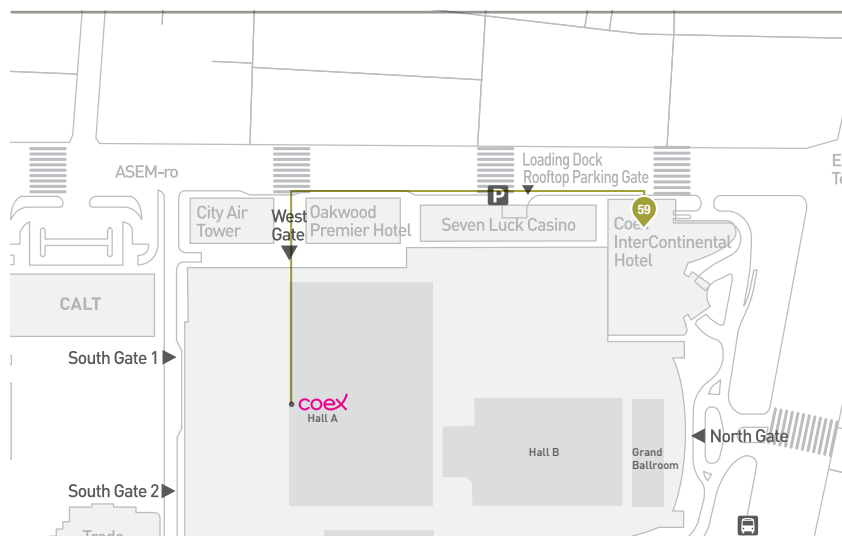 ASEM-ro
Loading Dock
Rooftop Parking Gate
P
59
City Air
Tower
West
Gate
Oakwood
Premier Hotel
Seven Luck Casino
Coex
InterContinental
Hotel
CALT
South Gate 1
coex
Hall A
North Gate
Hall B
Grand
Ballroom
South Gate 2